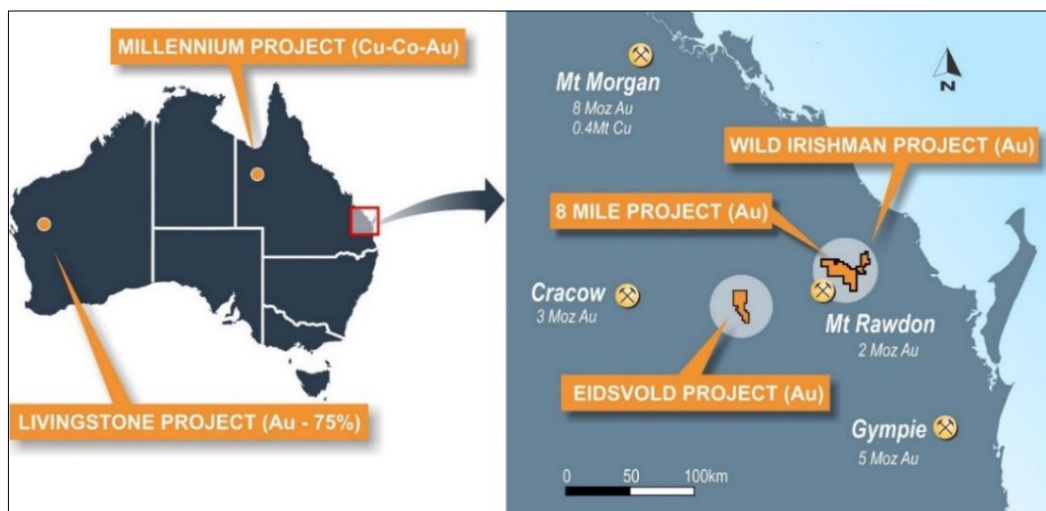 MILLENNIUM PROJECT (Cu-Co-Au)
LIVINGSTONE PROJECT (Au - 75%)
Mt Morgan
8 Moz Au
0.4Mt Cu
N
WILD IRISHMAN PROJECT (Au)
8 MILE PROJECT (Au)
Cracow
3 Moz Au
Mt Rawdon
2 Moz Au
EIDSVOLD PROJECT (Au)
Gympie
5 Moz Au
0 50 100km